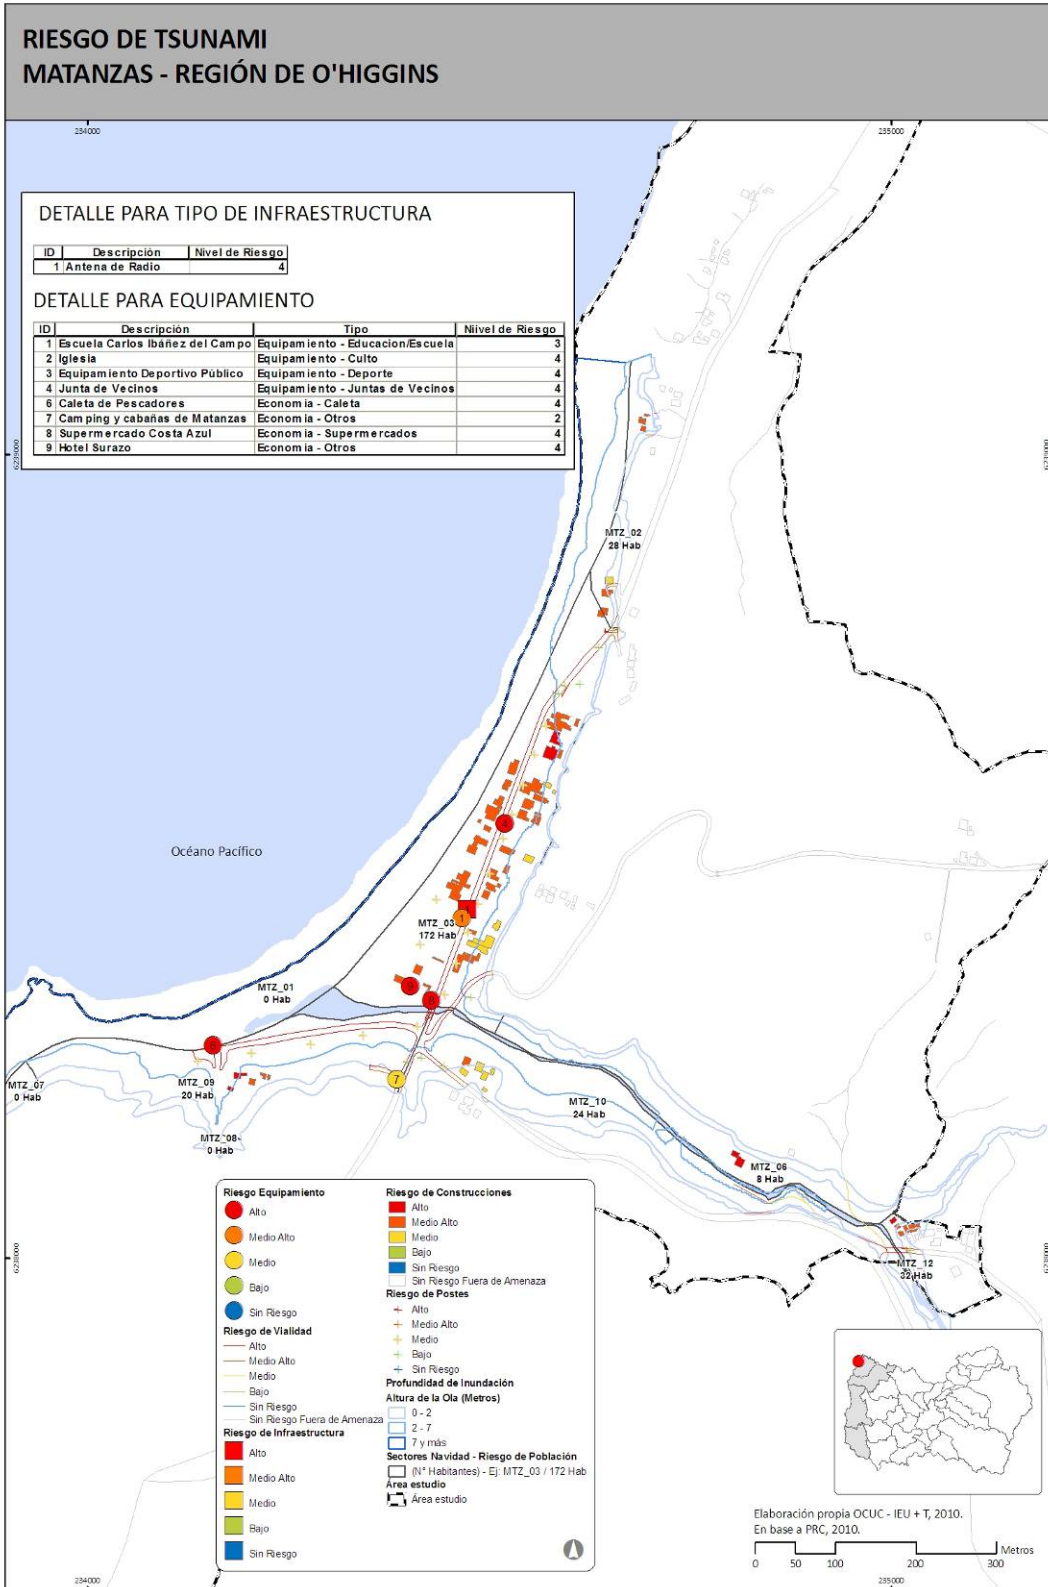 RIESGO DE TSUNAMI
MATANZAS - REGIÓN DE O'HIGGINS
234000
235000
DETALLE PARA TIPO DE INFRAESTRUCTURA
ID Descripción Nivel de Riesgo
1 Antena de Radio 4
DETALLE PARA EQUIPAMIENTO
ID Descripción Tipo Niivel de Riesgo
1 Escuela Carlos Ibáñez del Campo Equipamiento - Educacion/Escuela 3
2 Iglesia Equipamiento - Culto 4
3 Equipamiento Deportivo Público Equipamiento - Deporte 4
4 Junta de Vecinos Equipamiento - Juntas de Vecinos 4
6 Caleta de Pescadores Economia - Caleta 4
7 Camping y cabañas de Matanzas Economia - Otros 2
8 Supermercado Costa Azul Economia - Supermercados 4
9 Hotel Surazo Economia - Otros 4
6239000
6239000
MTZ_02
28 Hab
4
Océano Pacífico
1
MTZ_03
172 Hab
9
8
MTZ_01
0 Hab
6
7
MTZ_07
0 Hab
MTZ_09
20 Hab
MTZ_10
24 Hab
MTZ_08
0 Hab
MTZ_06
8 Hab
MTZ_12
32 Hab
6238000
6238000
Riesgo Equipamiento
Alto
Medio Alto
Medio
Bajo
Sin Riesgo
Riesgo de Vialidad
Alto
Medio Alto
Medio
Bajo
Sin Riesgo
Sin Riesgo Fuera de Amenaza
Riesgo de Infraestructura
Alto
Medio Alto
Medio
Bajo
Sin Riesgo
Riesgo de Construcciones
Alto
Medio Alto
Medio
Bajo
Sin Riesgo
Sin Riesgo Fuera de Amenaza
Riesgo de Postes
Alto
Medio Alto
Medio
Bajo
Sin Riesgo
Profundidad de Inundación
Altura de la Ola (Metros)
0 - 2
2 - 7
7 y más
Sectores Navidad - Riesgo de Población
(N° Habitantes) - Ej: MTZ_03 / 172 Hab
Área estudio
Área estudio
Elaboración propia OCUC - IEU + T, 2010.
En base a PRC, 2010.
Metros
0 50 100 200 300
234000
235000